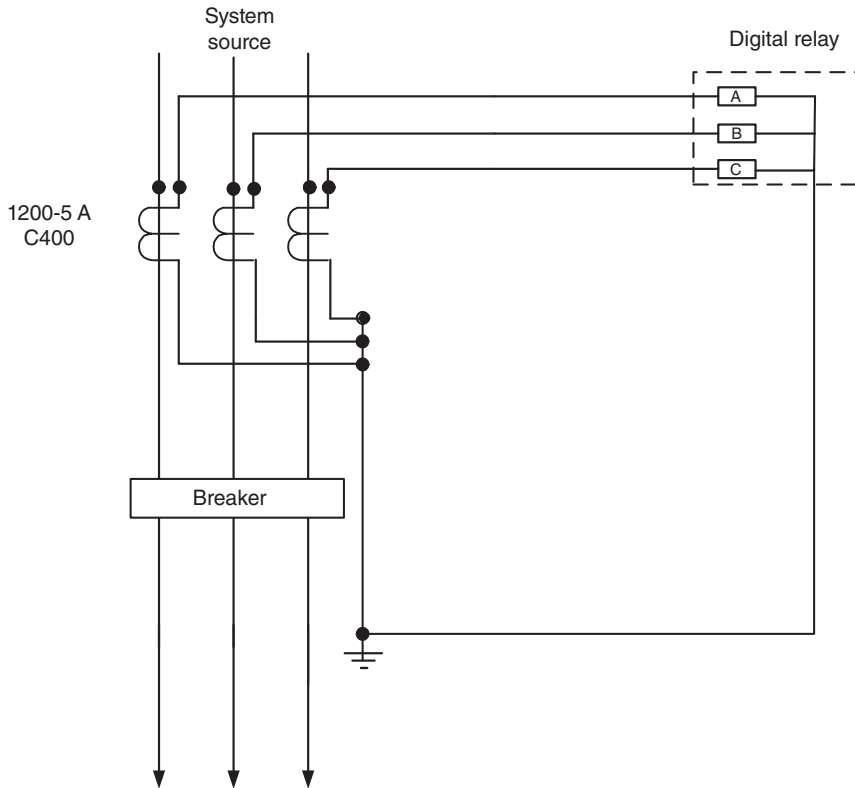 System
source
Digital relay
A
B
C
1200-5 A
C400
Breaker